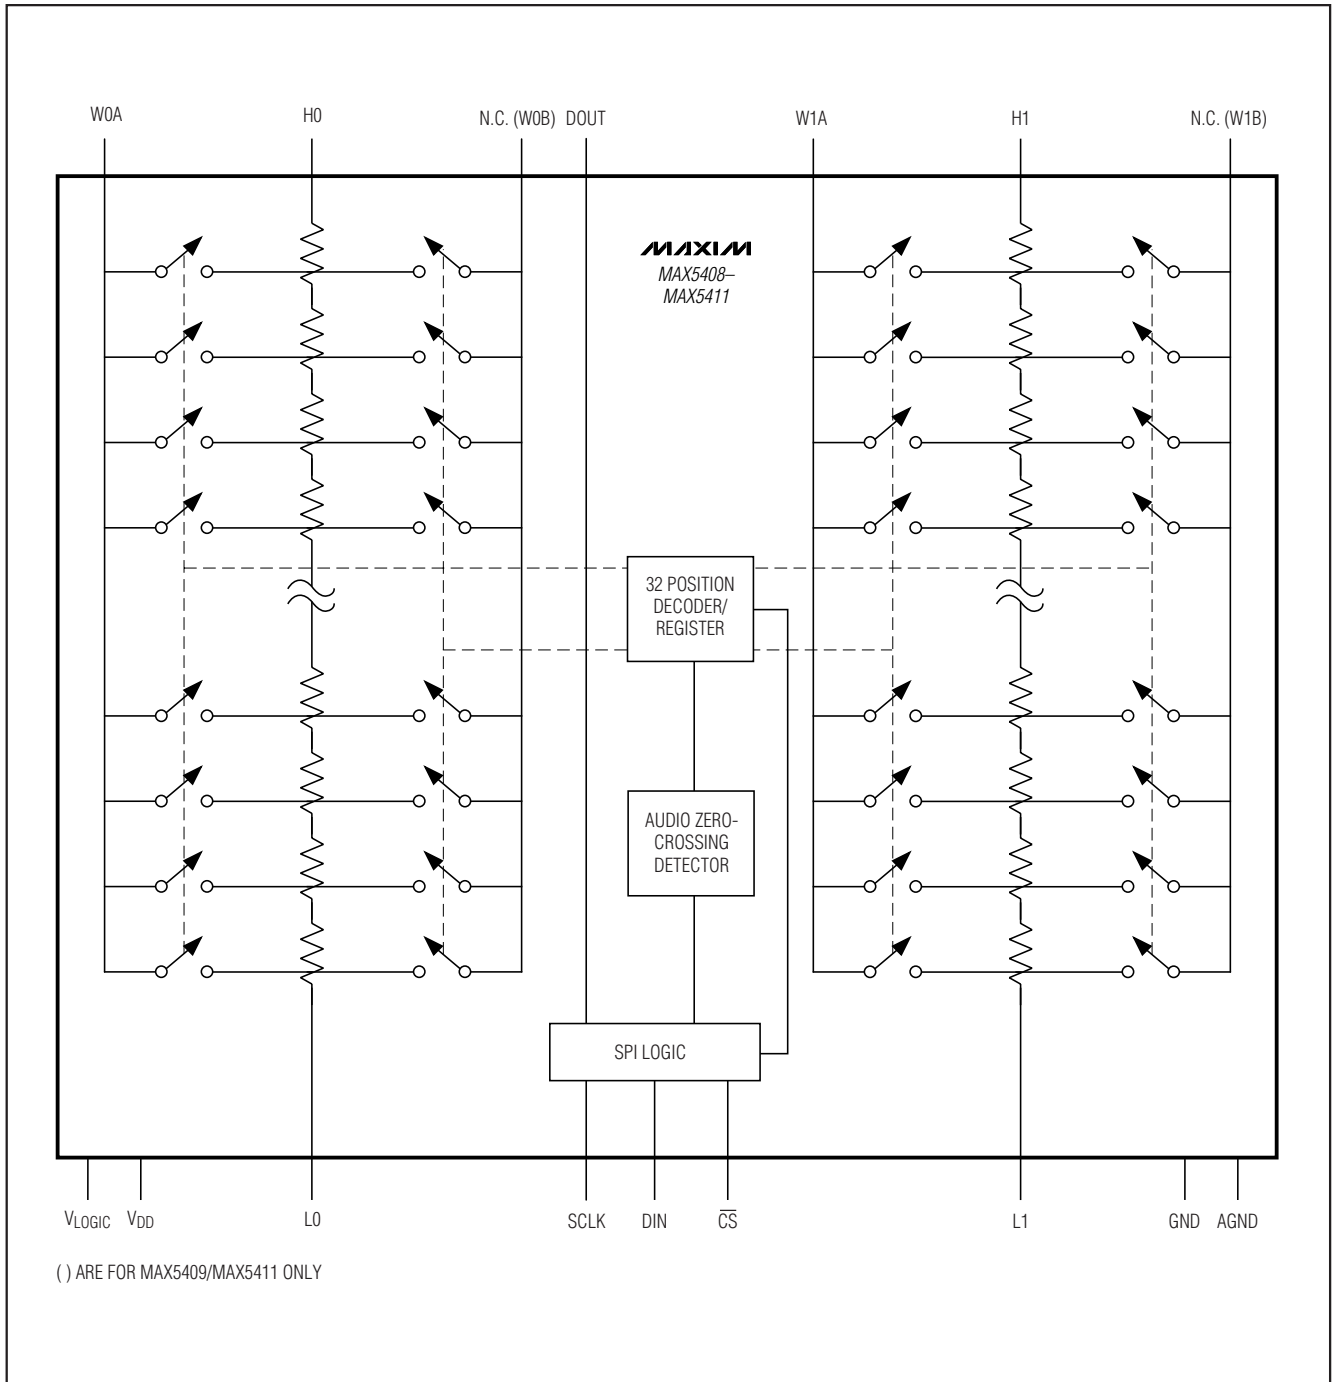 W0A H0 N.C. (W0B) DOUT W1A H1 N.C. (W1B)
MAXIM
MAX5408–
MAX5411
32 POSITION
DECODER/
REGISTER
AUDIO ZERO-
CROSSING
DETECTOR
SPI LOGIC
VLOGIC VDD L0 SCLK DIN C̅S̅ L1 GND AGND
( ) ARE FOR MAX5409/MAX5411 ONLY